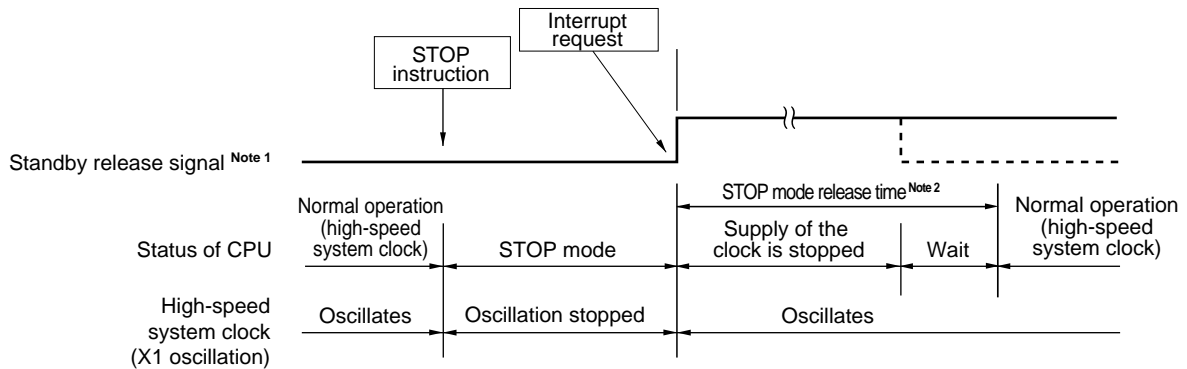 Interrupt
request
STOP
instruction
Standby release signal Note 1
STOP mode release time Note 2
Normal operation
(high-speed
system clock)
Status of CPU
STOP mode
Supply of the
clock is stopped
Wait
Normal operation
(high-speed
system clock)
High-speed
system clock
(X1 oscillation)
Oscillates
Oscillation stopped
Oscillates